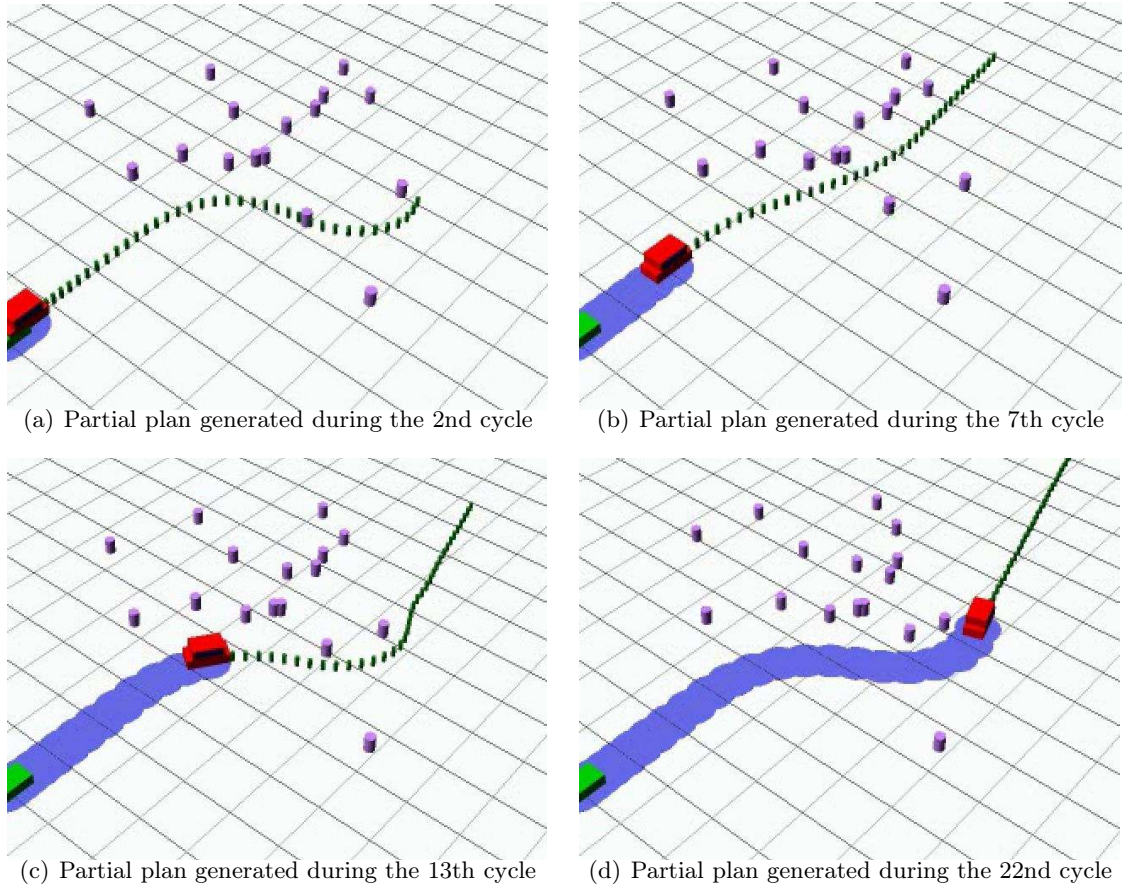 (a) Partial plan generated during the 2nd cycle
(b) Partial plan generated during the 7th cycle
(c) Partial plan generated during the 13th cycle
(d) Partial plan generated during the 22nd cycle